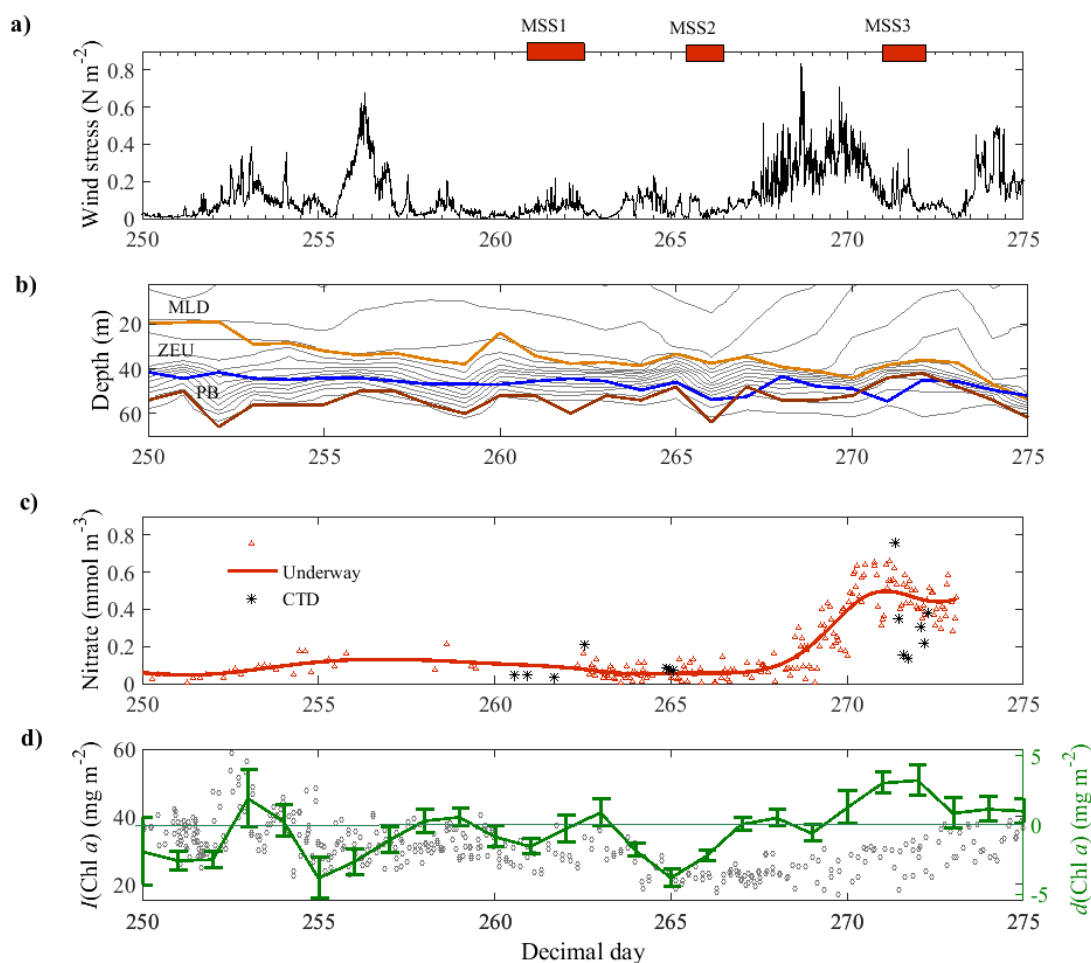 a)
MSS1 MSS2 MSS3
Wind stress (N m-2)
0.8
0.6
0.4
0.2
0
250 255 260 265 270 275
b)
MLD
ZEU
PB
Depth (m)
20
40
60
250 255 260 265 270 275
c)
Nitrate (mmol m-3)
0.8
0.6
0.4
0.2
0
Underway
CTD
250 255 260 265 270 275
d)
I(Chl a) (mg m-2)
60
40
20
5
0
-5
d(Chl a) (mg m-2)
250 255 260 265 270 275
Decimal day